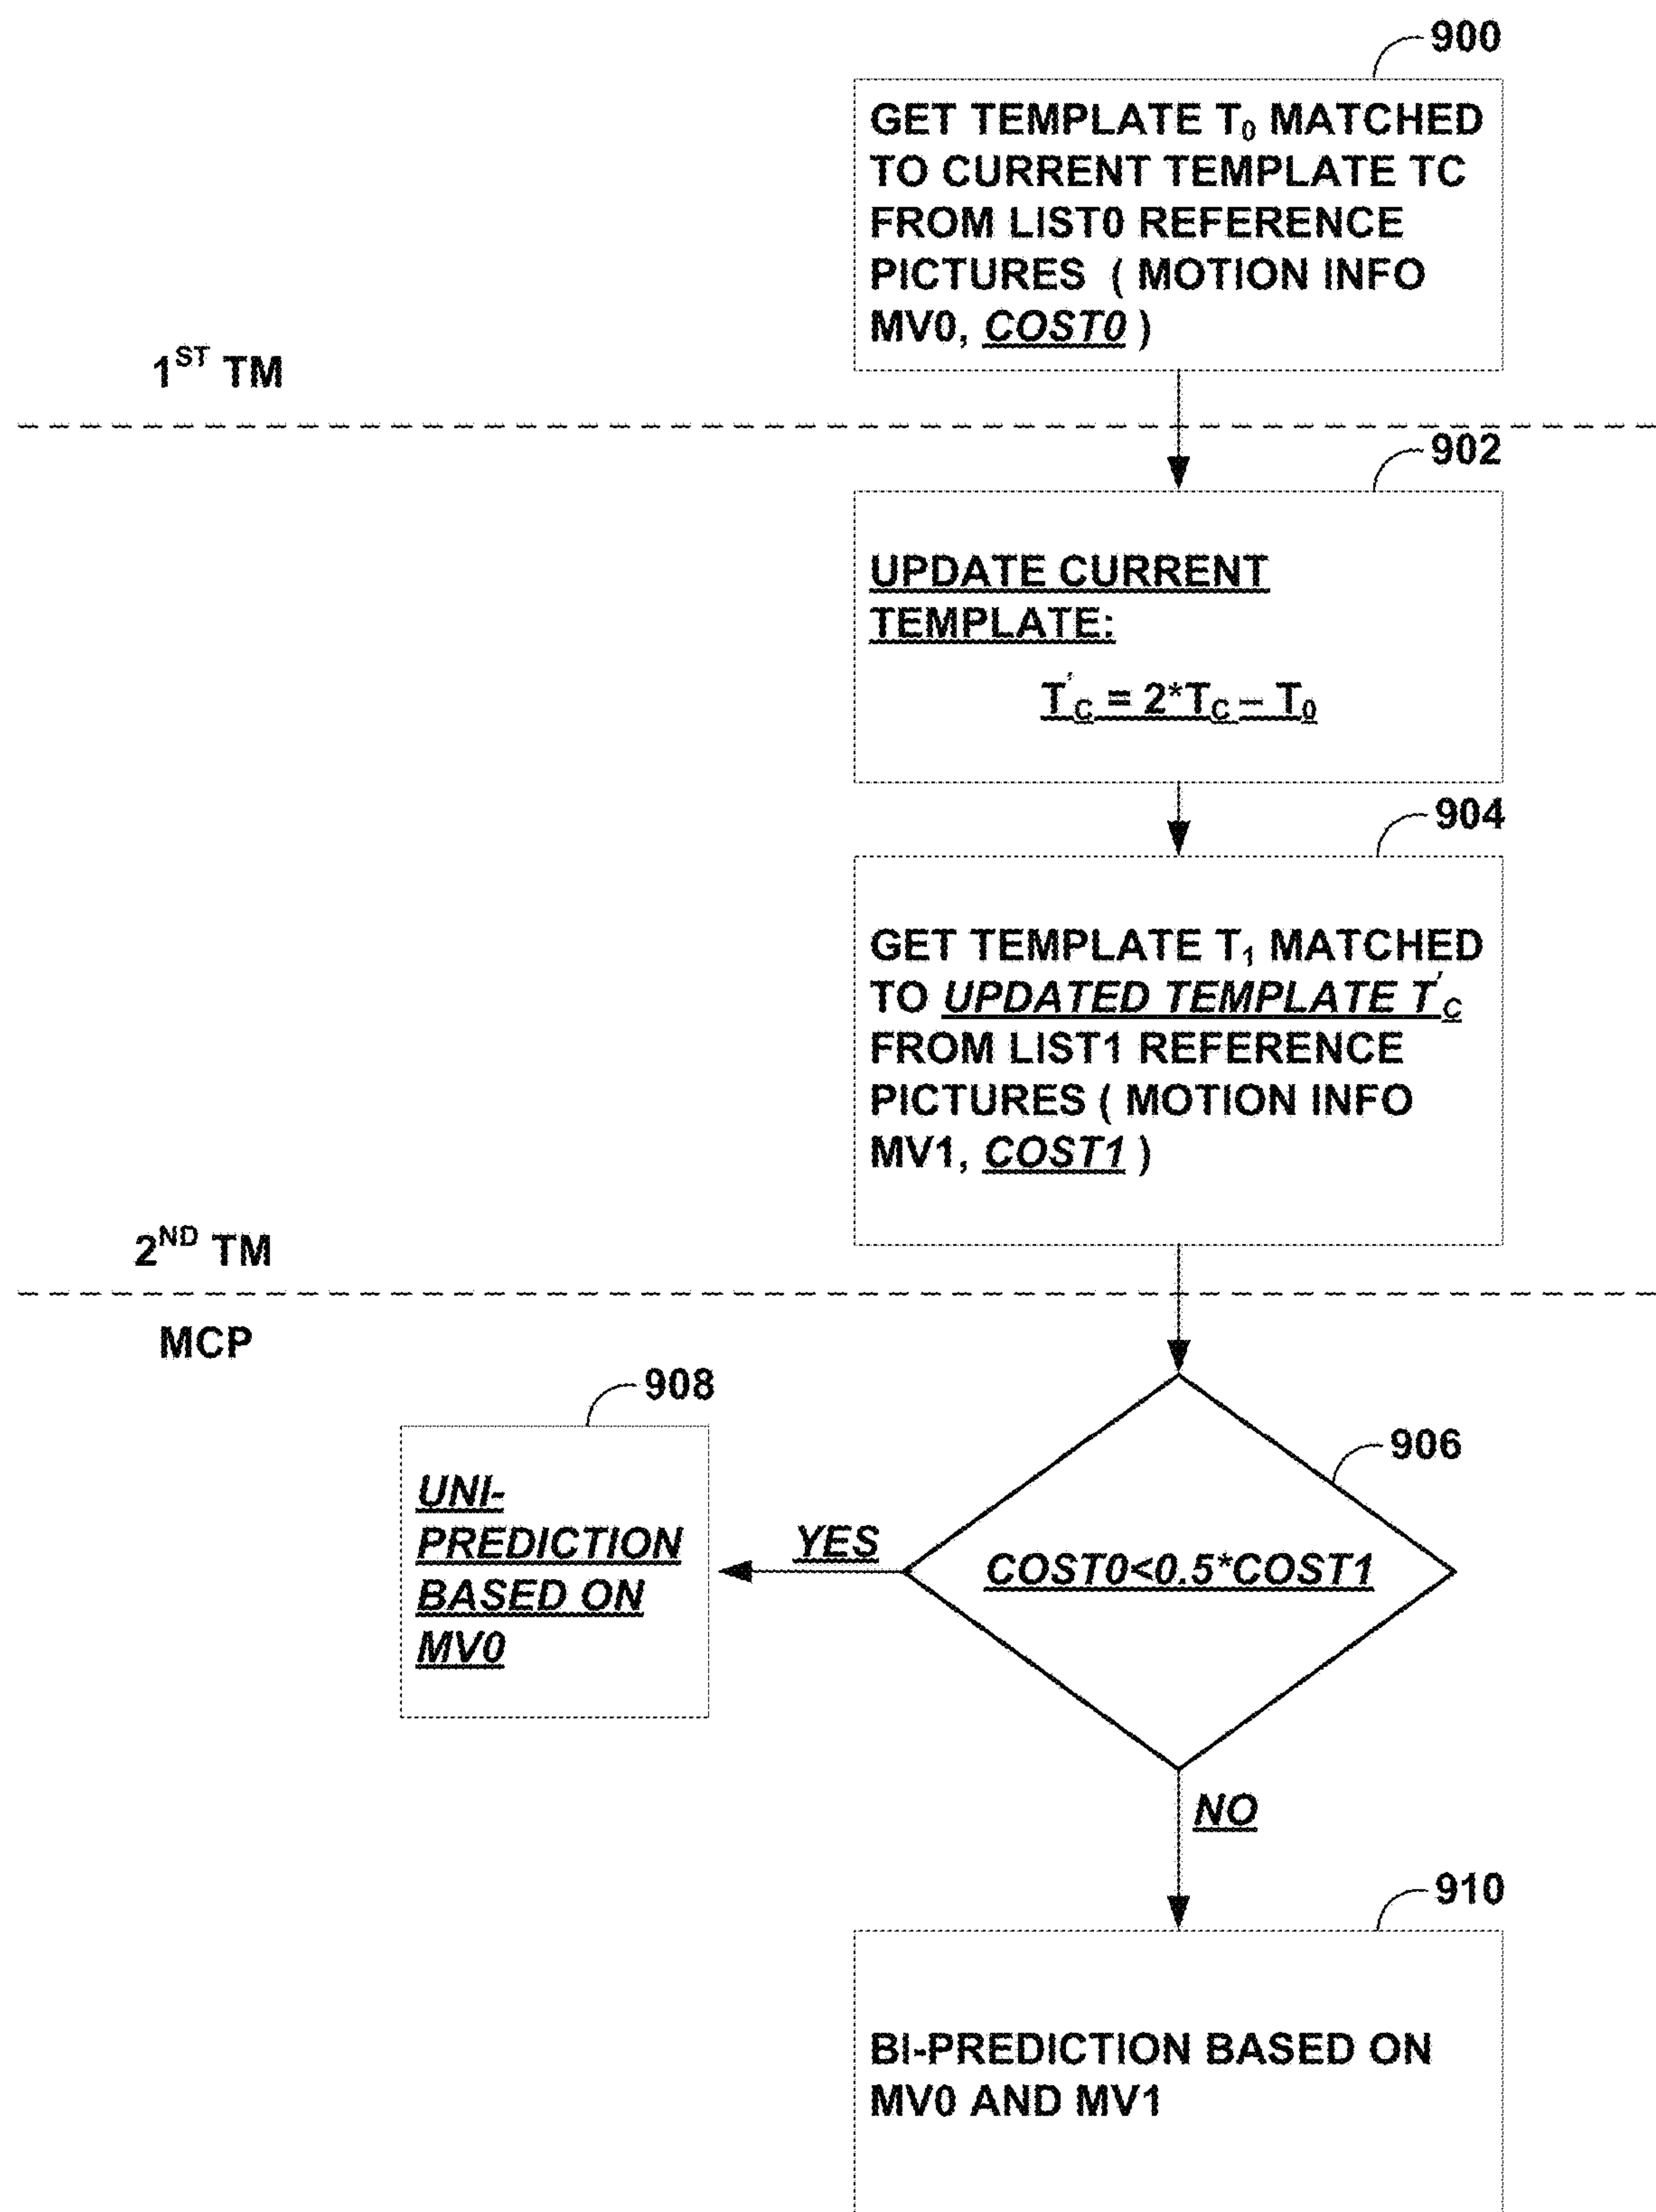 900
GET TEMPLATE T₀ MATCHED
TO CURRENT TEMPLATE TC
FROM LIST0 REFERENCE
PICTURES ( MOTION INFO
MV0, COST0 )
1ST TM
902
UPDATE CURRENT
TEMPLATE:
T'C = 2*TC – T₀
904
GET TEMPLATE T₁ MATCHED
TO UPDATED TEMPLATE T'C
FROM LIST1 REFERENCE
PICTURES ( MOTION INFO
MV1, COST1 )
2ND TM
MCP
908
UNI-
PREDICTION
BASED ON
MV0
YES
906
COST0<0.5*COST1
NO
910
BI-PREDICTION BASED ON
MV0 AND MV1